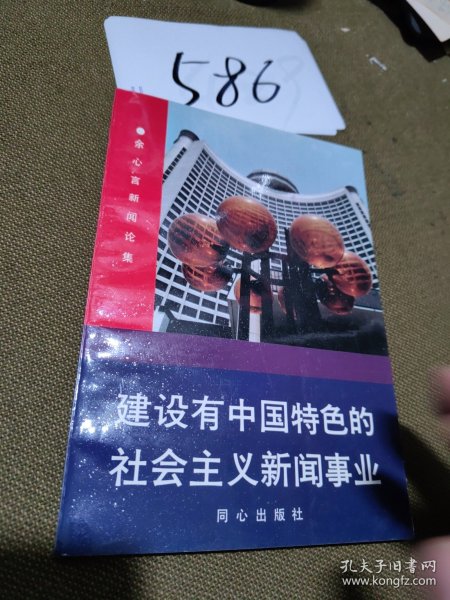 586
余心言新闻论集
建设有中国特色的
社会主义新闻事业
同心出版社
孔夫子旧书网
www.kongfz.com